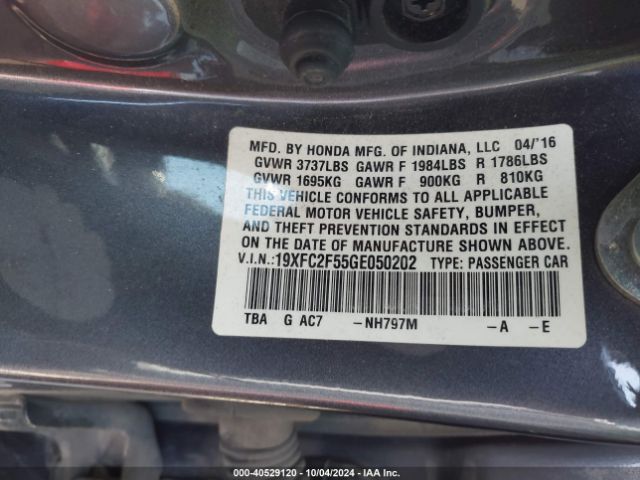 MFD. BY HONDA MFG. OF INDIANA, LLC 04/'16
GVWR 3737LBS GAWR F 1984LBS R 1786LBS
GVWR 1695KG GAWR F 900KG R 810KG
THIS VEHICLE CONFORMS TO ALL APPLICABLE
FEDERAL MOTOR VEHICLE SAFETY, BUMPER,
AND THEFT PREVENTION STANDARDS IN EFFECT
ON THE DATE OF MANUFACTURE SHOWN ABOVE.
V.I.N.: 19XFC2F55GE050202 TYPE: PASSENGER CAR
TBA G AC7 -NH797M -A -E
000-40529120 - 10/04/2024 - IAA Inc.